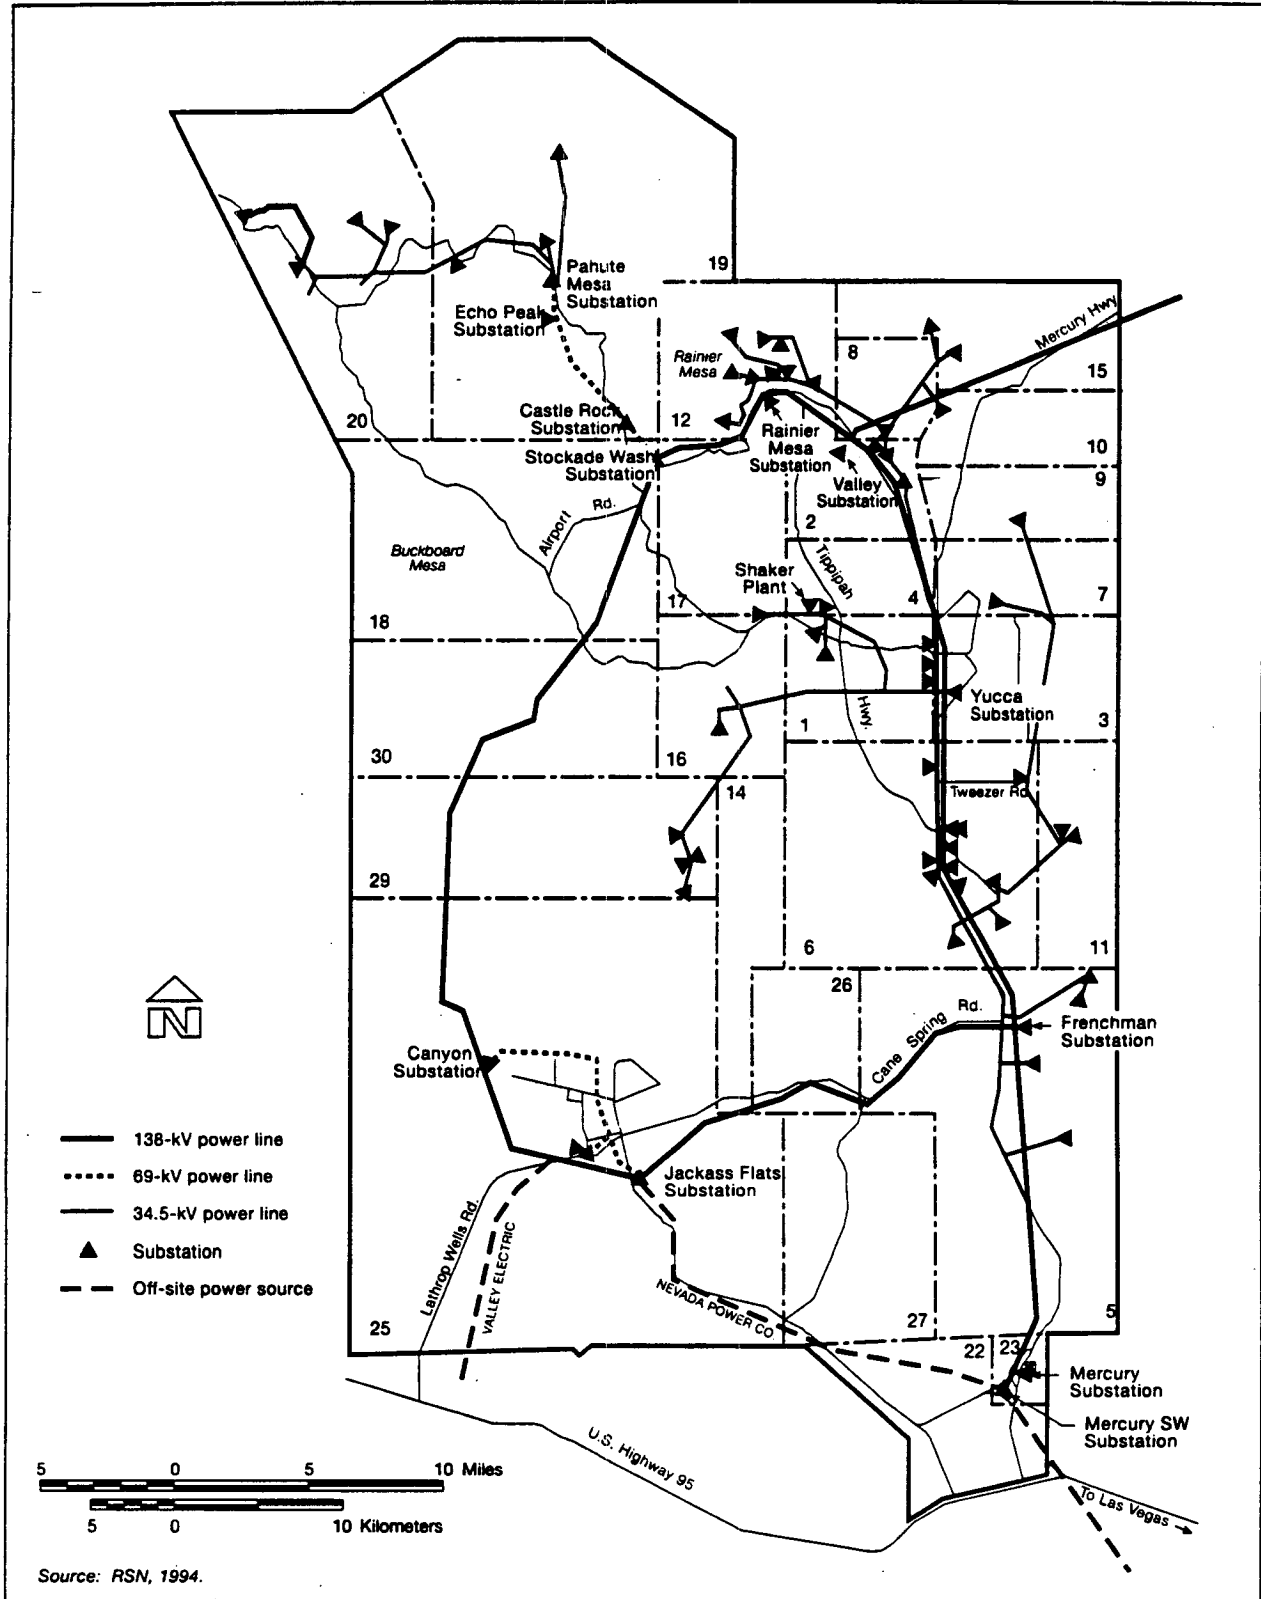 19
Pahute
Mesa
Substation
Echo Peak
Substation
Mercury Hwy
Rainier
Mesa
8
15
20
Castle Rock
Substation
12
Rainier
Mesa
Substation
10
Stockade Wash
Substation
9
Valley
Substation
Airport Rd.
2
Buckboard
Mesa
Tippipah
Hwy.
Shaker
Plant
17
4
7
18
Yucca
Substation
1
3
30
16
14
Tweezer Rd.
29
6
11
26
Cane Spring Rd.
Frenchman
Substation
N
Canyon
Substation
138-kV power line
69-kV power line
34.5-kV power line
Substation
Off-site power source
Jackass Flats
Substation
Lathrop Wells Rd.
VALLEY ELECTRIC
NEVADA POWER CO.
25
27
5
22
23
Mercury
Substation
Mercury SW
Substation
U.S. Highway 95
To Las Vegas
5 0 5 10 Miles
5 0 10 Kilometers
Source: RSN, 1994.